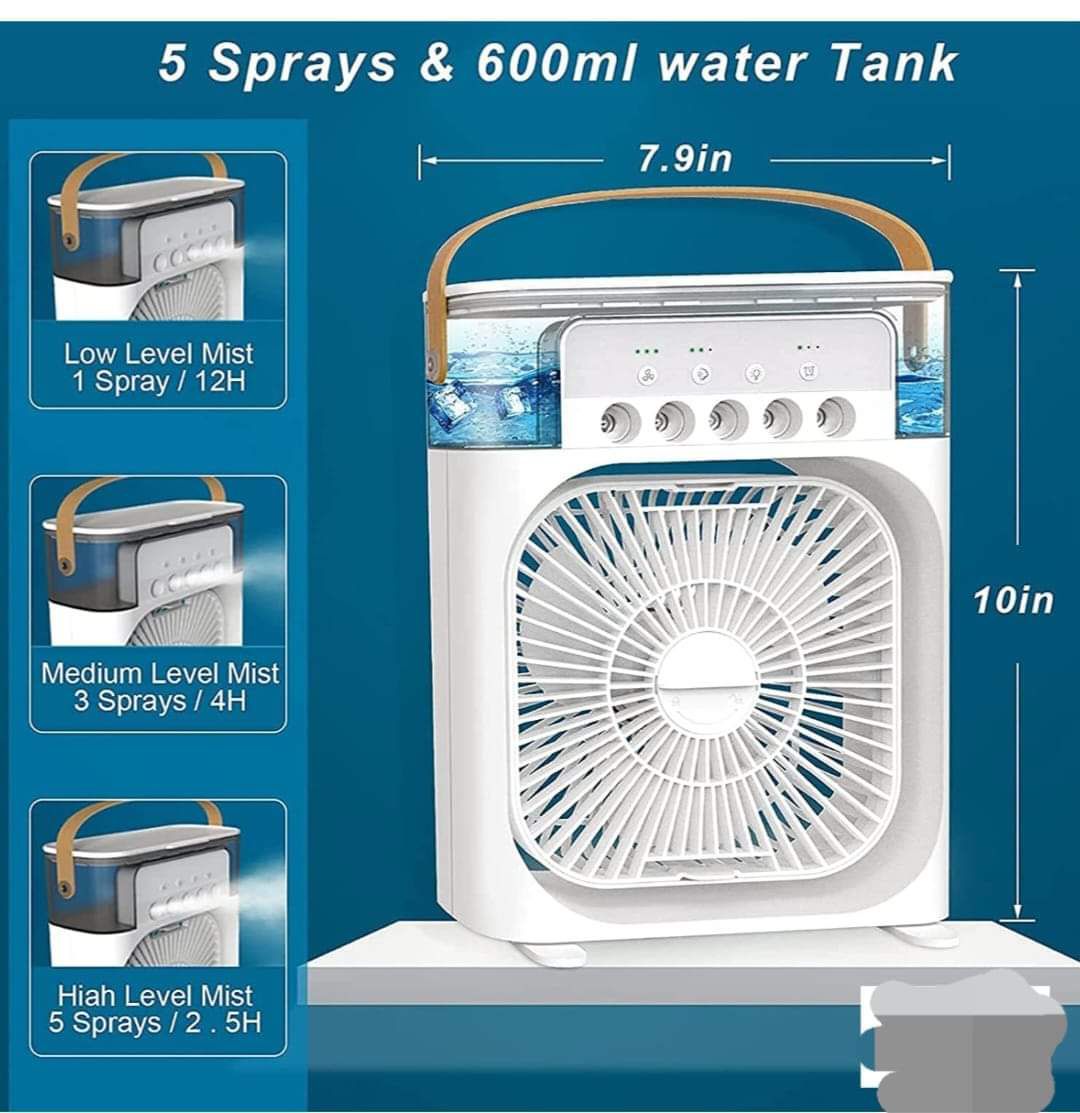 5 Sprays & 600ml water Tank
7.9in
10in
Low Level Mist
1 Spray / 12H
Medium Level Mist
3 Sprays / 4H
Hiah Level Mist
5 Sprays / 2 . 5H